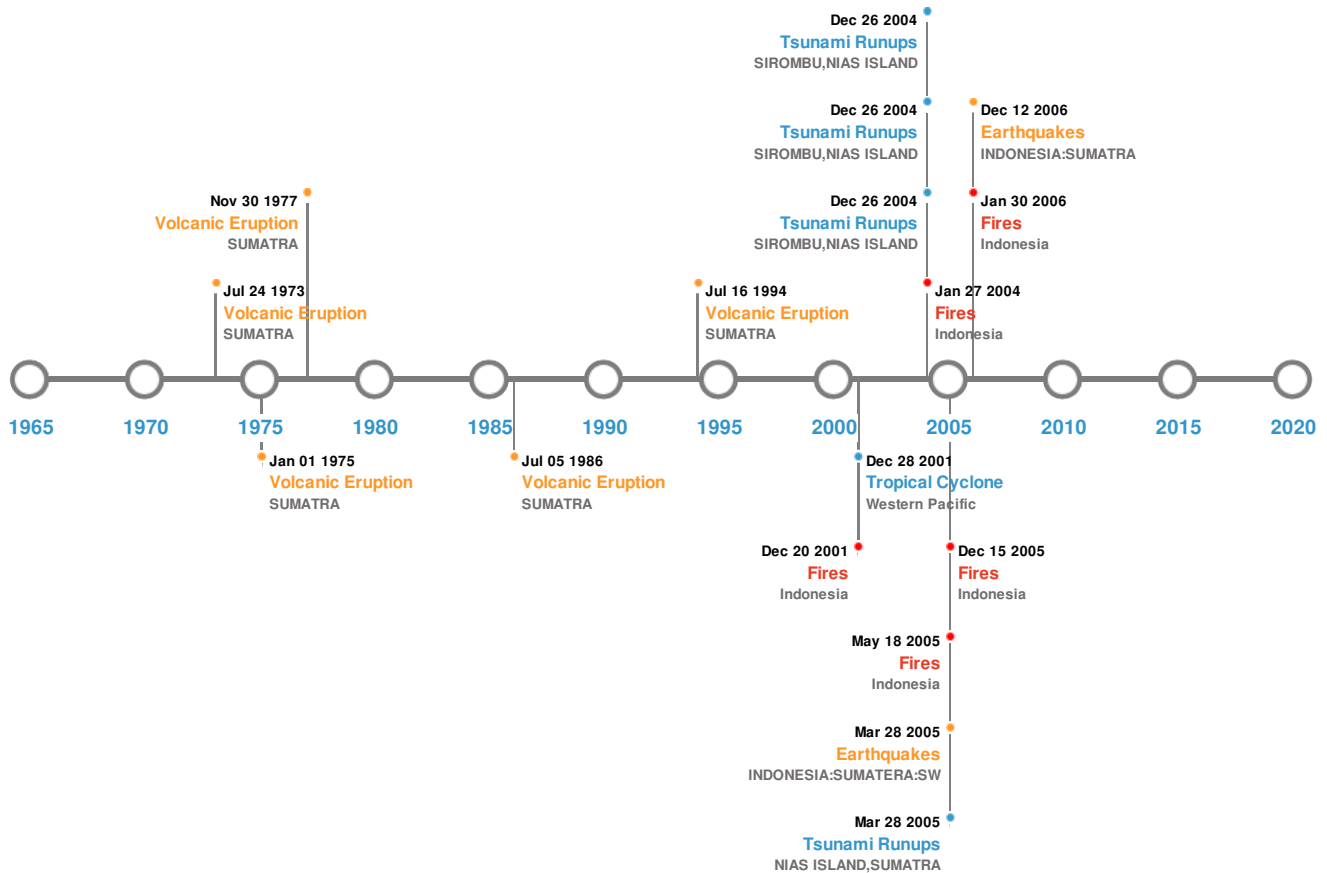 Dec 26 2004
Tsunami Runups
SIROMBU,NIAS ISLAND
Dec 26 2004
Tsunami Runups
SIROMBU,NIAS ISLAND
Dec 12 2006
Earthquakes
INDONESIA:SUMATRA
Nov 30 1977
Volcanic Eruption
SUMATRA
Dec 26 2004
Tsunami Runups
SIROMBU,NIAS ISLAND
Jan 30 2006
Fires
Indonesia
Jul 24 1973
Volcanic Eruption
SUMATRA
Jul 16 1994
Volcanic Eruption
SUMATRA
Jan 27 2004
Fires
Indonesia
1965 1970 1975 1980 1985 1990 1995 2000 2005 2010 2015 2020
Jan 01 1975
Volcanic Eruption
SUMATRA
Jul 05 1986
Volcanic Eruption
SUMATRA
Dec 28 2001
Tropical Cyclone
Western Pacific
Dec 20 2001
Fires
Indonesia
Dec 15 2005
Fires
Indonesia
May 18 2005
Fires
Indonesia
Mar 28 2005
Earthquakes
INDONESIA:SUMATERA:SW
Mar 28 2005
Tsunami Runups
NIAS ISLAND,SUMATRA